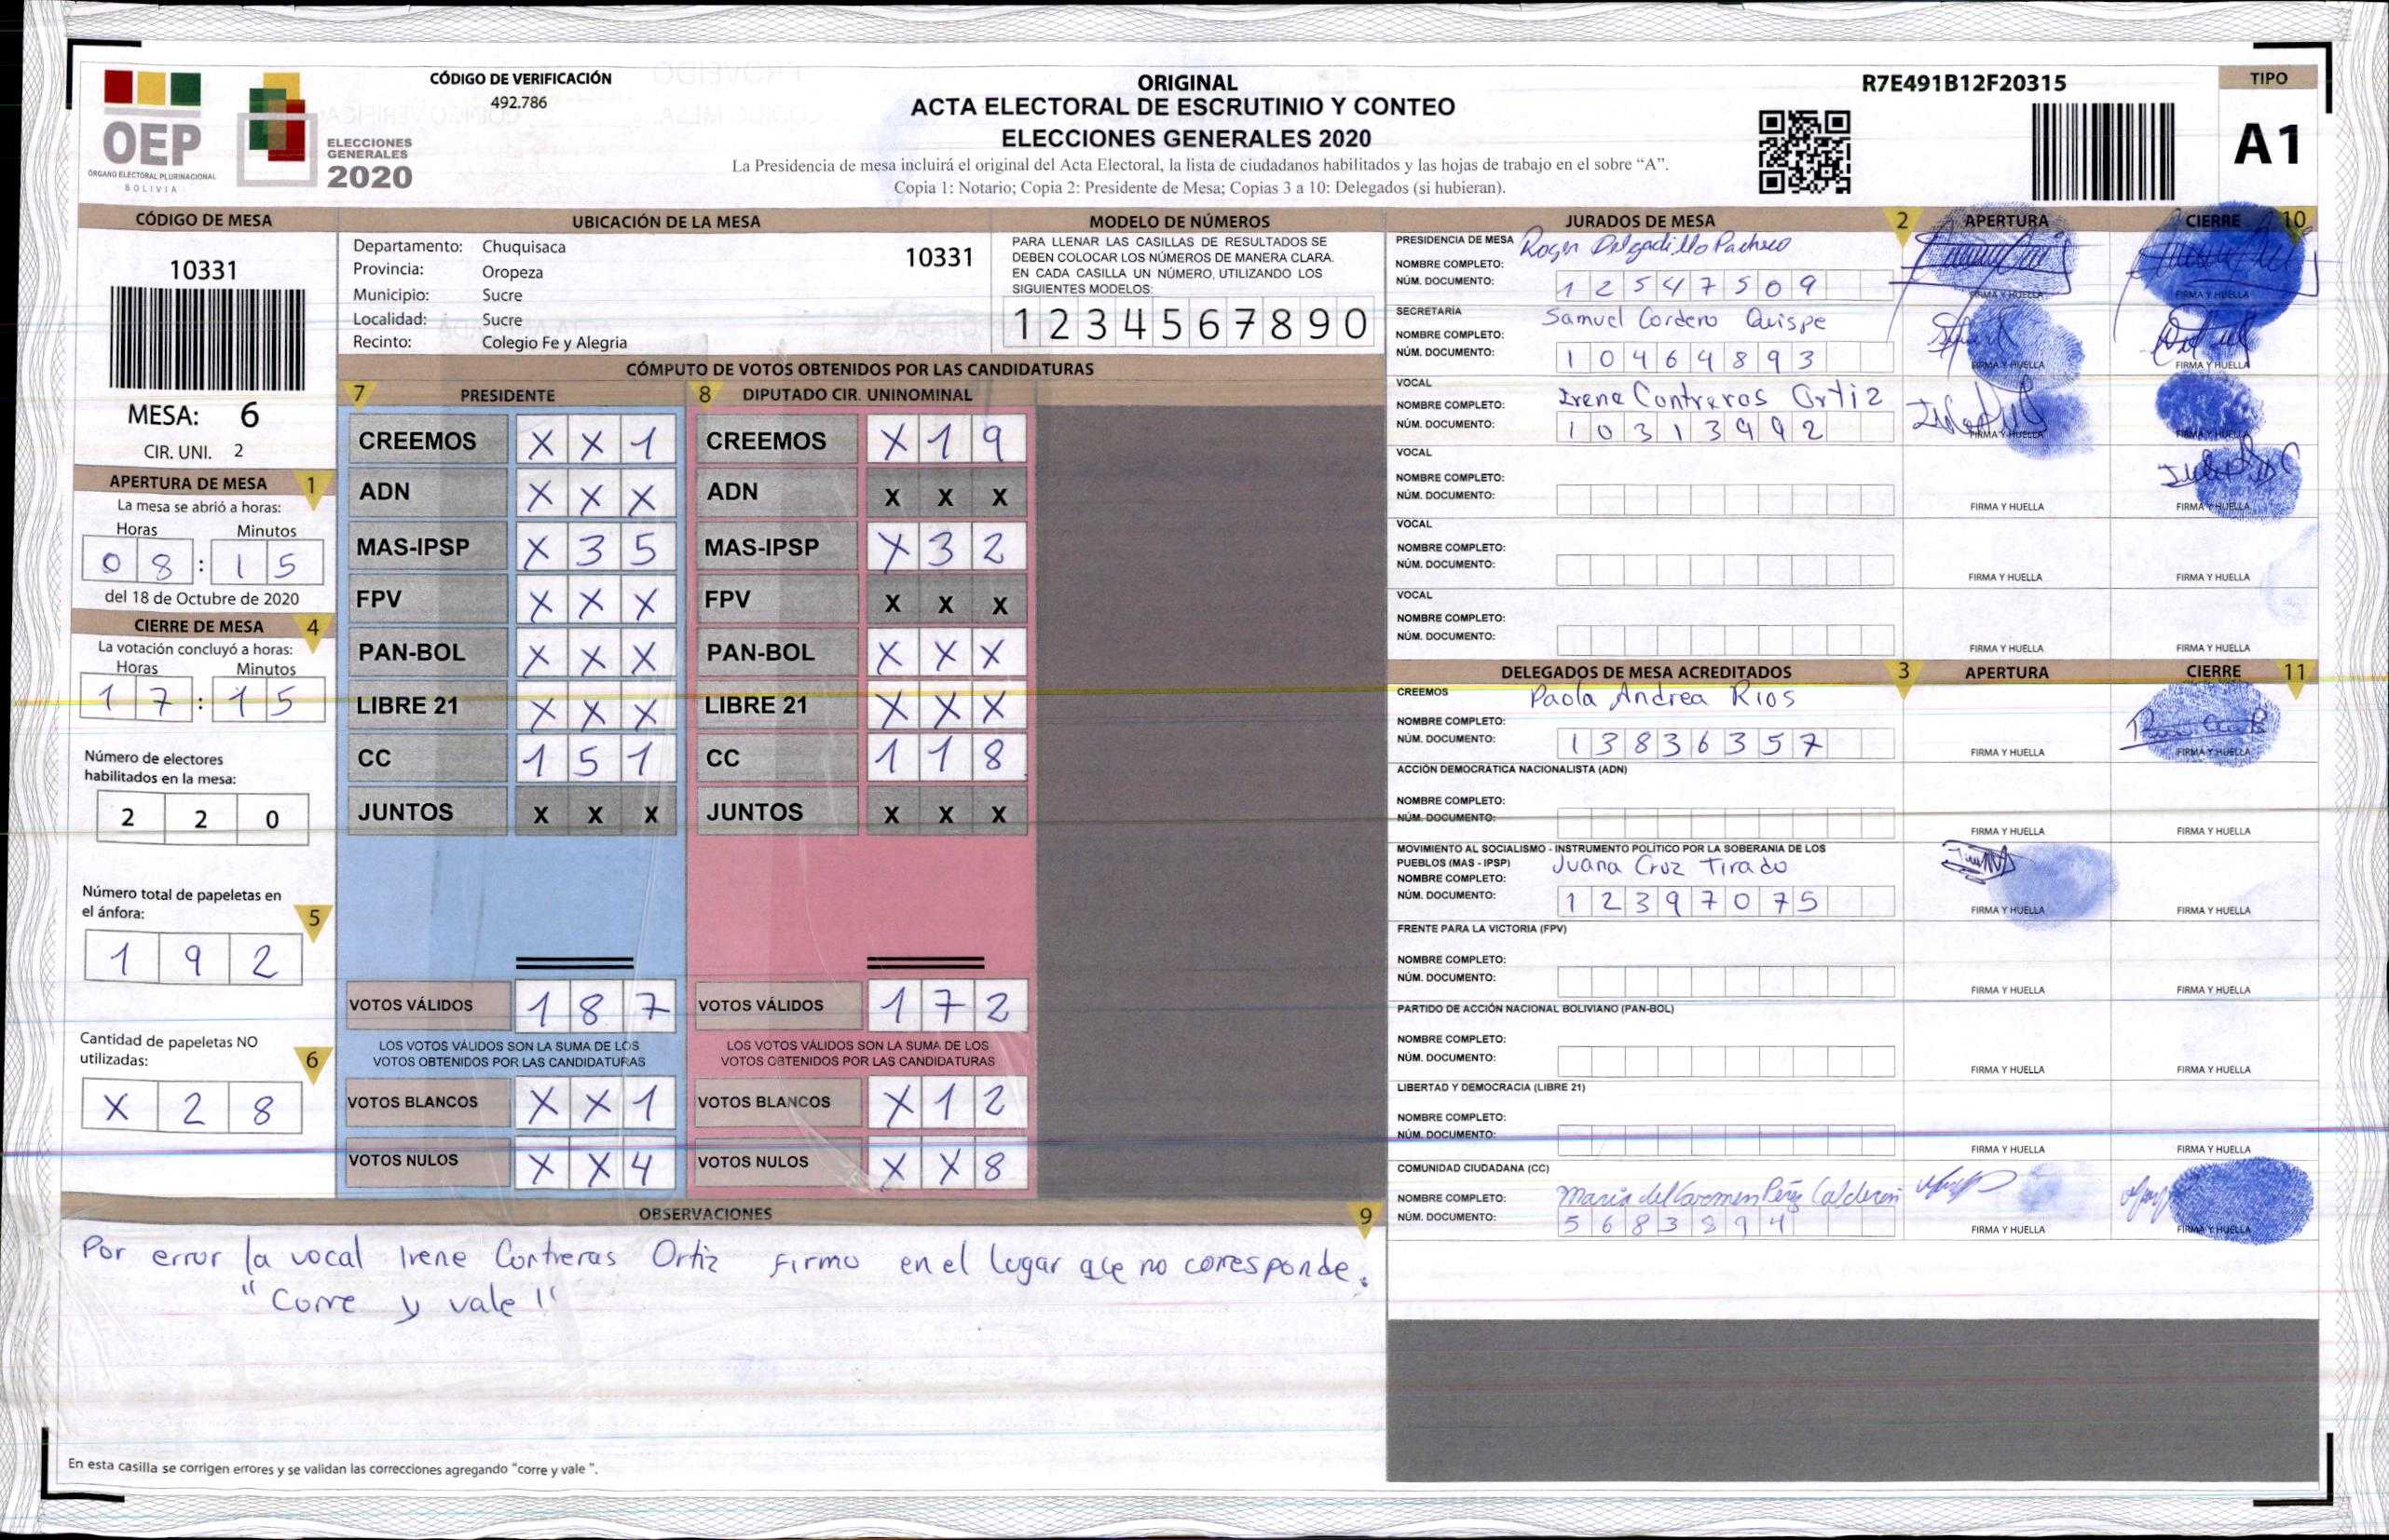 OEP
ÓRGANO ELECTORAL PLURINACIONAL
BOLIVIA
ELECCIONES
GENERALES
2020
CÓDIGO DE VERIFICACIÓN
492.786
ORIGINAL
ACTA ELECTORAL DE ESCRUTINIO Y CONTEO
ELECCIONES GENERALES 2020
La Presidencia de mesa incluirá el original del Acta Electoral, la lista de ciudadanos habilitados y las hojas de trabajo en el sobre “A”.
Copia 1: Notario; Copia 2: Presidente de Mesa; Copias 3 a 10: Delegados (si hubieran).
R7E491B12F20315
TIPO
A1
CÓDIGO DE MESA
10331
MESA: 6
CIR. UNI. 2
APERTURA DE MESA 1
La mesa se abrió a horas:
Horas Minutos
0 8 : 1 5
del 18 de Octubre de 2020
CIERRE DE MESA 4
La votación concluyó a horas:
Horas Minutos
1 7 : 1 5
Número de electores
habilitados en la mesa:
2 2 0
Número total de papeletas en
el ánfora: 5
1 9 2
Cantidad de papeletas NO
utilizadas: 6
X 2 8
UBICACIÓN DE LA MESA
Departamento: Chuquisaca 10331
Provincia: Oropeza
Municipio: Sucre
Localidad: Sucre
Recinto: Colegio Fe y Alegria
MODELO DE NÚMEROS
PARA LLENAR LAS CASILLAS DE RESULTADOS SE
DEBEN COLOCAR LOS NÚMEROS DE MANERA CLARA.
EN CADA CASILLA UN NÚMERO, UTILIZANDO LOS
SIGUIENTES MODELOS:
1 2 3 4 5 6 7 8 9 0
CÓMPUTO DE VOTOS OBTENIDOS POR LAS CANDIDATURAS
7 PRESIDENTE 8 DIPUTADO CIR. UNINOMINAL
CREEMOS X X 1 CREEMOS X 1 9
ADN X X X ADN X X X
MAS-IPSP X 3 5 MAS-IPSP X 3 2
FPV X X X FPV X X X
PAN-BOL X X X PAN-BOL X X X
LIBRE 21 X X X LIBRE 21 X X X
CC 1 5 1 CC 1 1 8
JUNTOS X X X JUNTOS X X X
VOTOS VÁLIDOS 1 8 7 VOTOS VÁLIDOS 1 7 2
LOS VOTOS VÁLIDOS SON LA SUMA DE LOS LOS VOTOS VÁLIDOS SON LA SUMA DE LOS
VOTOS OBTENIDOS POR LAS CANDIDATURAS VOTOS OBTENIDOS POR LAS CANDIDATURAS
VOTOS BLANCOS X X 1 VOTOS BLANCOS X 1 2
VOTOS NULOS X X 4 VOTOS NULOS X X 8
OBSERVACIONES 9
Por error la vocal Irene Contreras Ortiz firmo en el lugar que no corresponde.
"Corre y vale"
En esta casilla se corrigen errores y se validan las correcciones agregando “corre y vale ”.
JURADOS DE MESA 2 APERTURA CIERRE 10
PRESIDENCIA DE MESA Roger Delgadillo Pacheco
NOMBRE COMPLETO:
NÚM. DOCUMENTO: 1 2 5 4 7 5 0 9
FIRMA Y HUELLA FIRMA Y HUELLA
SECRETARÍA Samuel Cordero Quispe
NOMBRE COMPLETO:
NÚM. DOCUMENTO: 1 0 4 6 4 8 9 3
FIRMA Y HUELLA FIRMA Y HUELLA
VOCAL
NOMBRE COMPLETO: Irene Contreras Ortiz
NÚM. DOCUMENTO: 1 0 3 1 3 9 9 2
FIRMA Y HUELLA FIRMA Y HUELLA
VOCAL
NOMBRE COMPLETO:
NÚM. DOCUMENTO:
FIRMA Y HUELLA FIRMA Y HUELLA
VOCAL
NOMBRE COMPLETO:
NÚM. DOCUMENTO:
FIRMA Y HUELLA FIRMA Y HUELLA
VOCAL
NOMBRE COMPLETO:
NÚM. DOCUMENTO:
FIRMA Y HUELLA FIRMA Y HUELLA
DELEGADOS DE MESA ACREDITADOS 3 APERTURA CIERRE 11
CREEMOS Paola Andrea Rios
NOMBRE COMPLETO:
NÚM. DOCUMENTO: 1 3 8 3 6 3 5 7
FIRMA Y HUELLA FIRMA Y HUELLA
ACCIÓN DEMOCRÁTICA NACIONALISTA (ADN)
NOMBRE COMPLETO:
NÚM. DOCUMENTO:
FIRMA Y HUELLA FIRMA Y HUELLA
MOVIMIENTO AL SOCIALISMO - INSTRUMENTO POLÍTICO POR LA SOBERANIA DE LOS
PUEBLOS (MAS - IPSP) Juana Cruz Tirado
NOMBRE COMPLETO:
NÚM. DOCUMENTO: 1 2 3 9 7 0 7 5
FIRMA Y HUELLA FIRMA Y HUELLA
FRENTE PARA LA VICTORIA (FPV)
NOMBRE COMPLETO:
NÚM. DOCUMENTO:
FIRMA Y HUELLA FIRMA Y HUELLA
PARTIDO DE ACCIÓN NACIONAL BOLIVIANO (PAN-BOL)
NOMBRE COMPLETO:
NÚM. DOCUMENTO:
FIRMA Y HUELLA FIRMA Y HUELLA
LIBERTAD Y DEMOCRACIA (LIBRE 21)
NOMBRE COMPLETO:
NÚM. DOCUMENTO:
FIRMA Y HUELLA FIRMA Y HUELLA
COMUNIDAD CIUDADANA (CC)
NOMBRE COMPLETO: Maria del Carmen Pérez Calderon
NÚM. DOCUMENTO: 5 6 8 3 8 9 4
FIRMA Y HUELLA FIRMA Y HUELLA